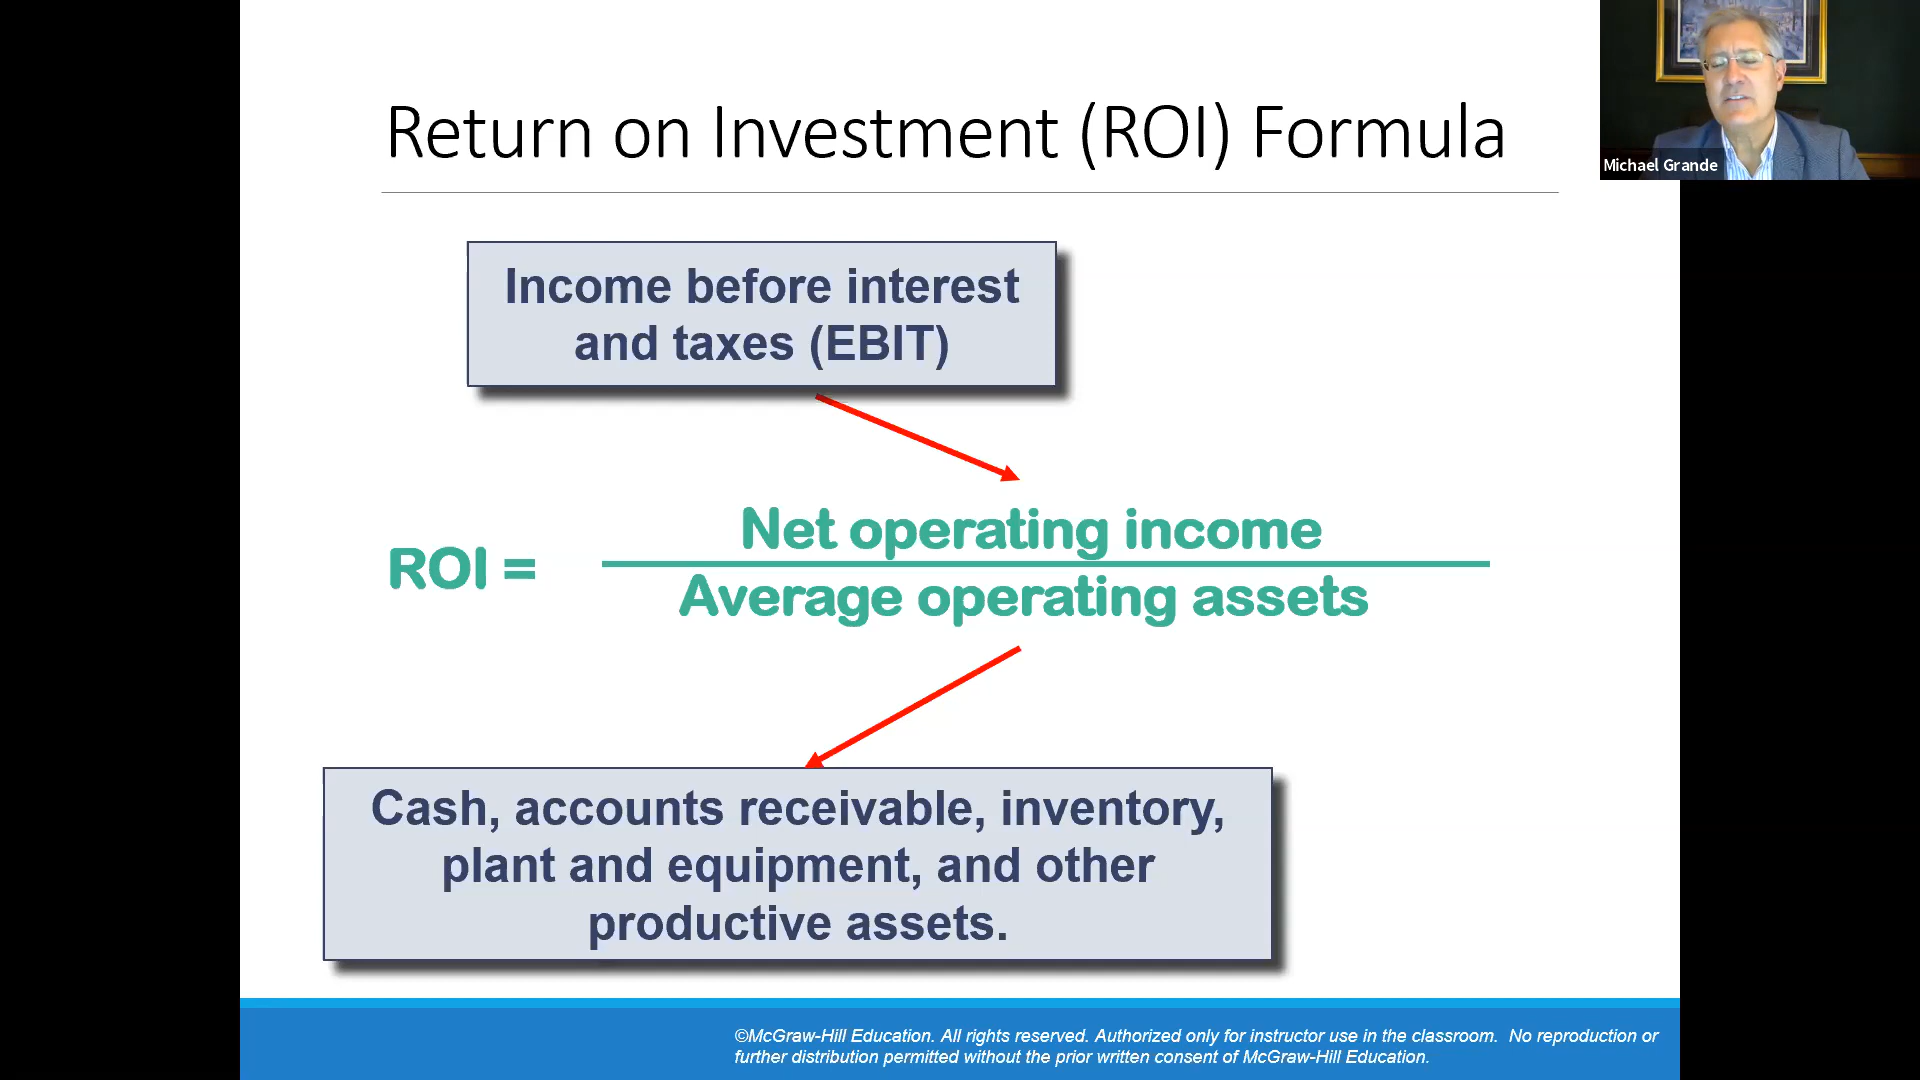 Return on Investment (ROI) Formula
Michael Grande
Income before interest
and taxes (EBIT)
Net operating income
ROI =
Average operating assets
Cash, accounts receivable, inventory,
plant and equipment, and other
productive assets.
©McGraw-Hill Education. All rights reserved. Authorized only for instructor use in the classroom. No reproduction or
further distribution permitted without the prior written consent of McGraw-Hill Education.